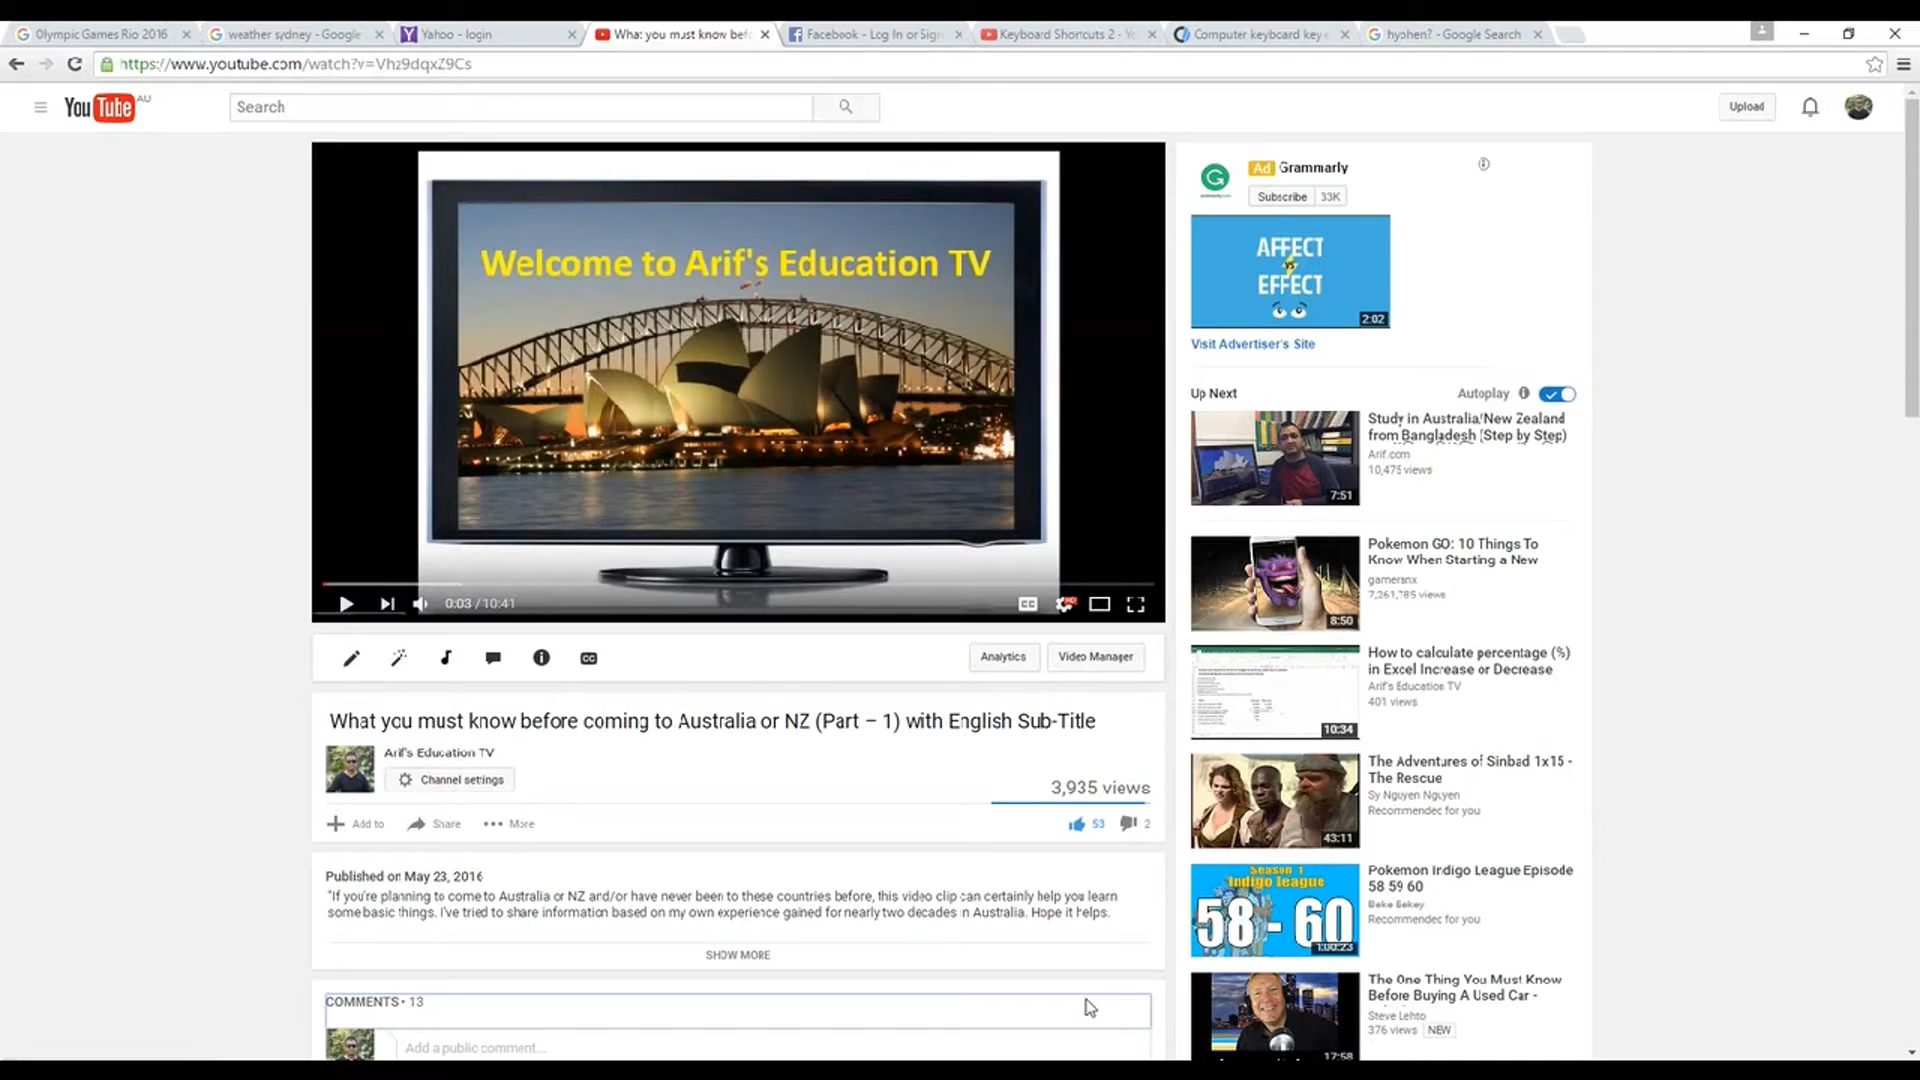 Olympic Games Rio 2016
weather sydney - Google
Yahoo - login
What you must know befo
Facebook - Log In or Sign
Keyboard Shortcuts 2 - Y
Computer keyboard key e
hyphen? - Google Search
https://www.youtube.com/watch?v=Vhz9dqxZ9Cs
YouTube AU
Search
Upload
Welcome to Arif's Education TV
0:03 / 10:41
CC
HD
Analytics
Video Manager
What you must know before coming to Australia or NZ (Part – 1) with English Sub-Title
Arif's Education TV
Channel settings
3,935 views
Add to
Share
More
53
2
Published on May 23, 2016
"If you're planning to come to Australia or NZ and/or have never been to these countries before, this video clip can certainly help you learn
some basic things. I've tried to share information based on my own experience gained for nearly two decades in Australia. Hope it helps.
SHOW MORE
COMMENTS • 13
Add a public comment...
Ad Grammarly
Subscribe 33K
AFFECT
EFFECT
2:02
Visit Advertiser's Site
Up Next
Autoplay
Study in Australia/New Zealand
from Bangladesh (Step by Step)
Arif.com
10,475 views
7:51
Pokemon GO: 10 Things To
Know When Starting a New
gameranx
7,261,785 views
8:50
How to calculate percentage (%)
in Excel Increase or Decrease
Arif's Education TV
401 views
10:34
The Adventures of Sinbad 1x15 -
The Rescue
Sy Nguyen Nguyen
Recommended for you
43:11
Pokemon Indigo League Episode
58 59 60
Beke Bekey
Recommended for you
Season 1
Indigo league
58 - 60
1:00:23
The One Thing You Must Know
Before Buying A Used Car -
Steve Lehto
376 views NEW
17:58